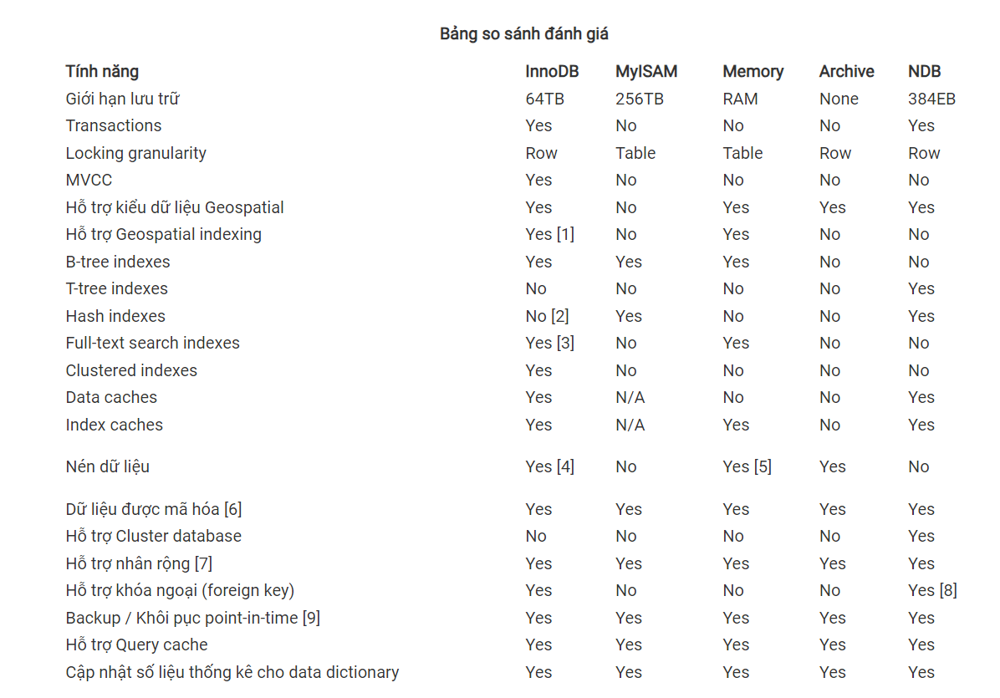 Bảng so sánh đánh giá
Tính năng InnoDB MyISAM Memory Archive NDB
Giới hạn lưu trữ 64TB 256TB RAM None 384EB
Transactions Yes No No No Yes
Locking granularity Row Table Table Row Row
MVCC Yes No No No No
Hỗ trợ kiểu dữ liệu Geospatial Yes No Yes Yes Yes
Hỗ trợ Geospatial indexing Yes [1] No Yes No No
B-tree indexes Yes Yes Yes No No
T-tree indexes No No No No Yes
Hash indexes No [2] Yes No No Yes
Full-text search indexes Yes [3] No Yes No No
Clustered indexes Yes No No No No
Data caches Yes N/A No No Yes
Index caches Yes N/A Yes No Yes
Nén dữ liệu Yes [4] No Yes [5] Yes No
Dữ liệu được mã hóa [6] Yes Yes Yes Yes Yes
Hỗ trợ Cluster database No No No No Yes
Hỗ trợ nhân rộng [7] Yes Yes Yes Yes Yes
Hỗ trợ khóa ngoại (foreign key) Yes No No No Yes [8]
Backup / Khôi pục point-in-time [9] Yes Yes Yes Yes Yes
Hỗ trợ Query cache Yes Yes Yes Yes Yes
Cập nhật số liệu thống kê cho data dictionary Yes Yes Yes Yes Yes